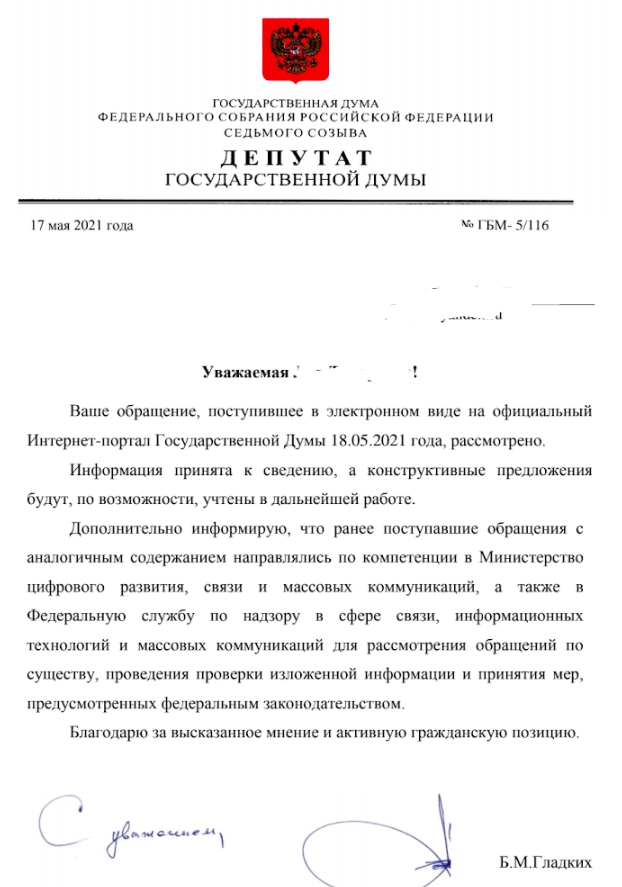 ГОСУДАРСТВЕННАЯ ДУМА
ФЕДЕРАЛЬНОГО СОБРАНИЯ РОССИЙСКОЙ ФЕДЕРАЦИИ
СЕДЬМОГО СОЗЫВА
ДЕПУТАТ
ГОСУДАРСТВЕННОЙ ДУМЫ
17 мая 2021 года № ГБМ- 5/116
Уважаемая !
Ваше обращение, поступившее в электронном виде на официальный
Интернет-портал Государственной Думы 18.05.2021 года, рассмотрено.
Информация принята к сведению, а конструктивные предложения
будут, по возможности, учтены в дальнейшей работе.
Дополнительно информирую, что ранее поступавшие обращения с
аналогичным содержанием направлялись по компетенции в Министерство
цифрового развития, связи и массовых коммуникаций, а также в
Федеральную службу по надзору в сфере связи, информационных
технологий и массовых коммуникаций для рассмотрения обращений по
существу, проведения проверки изложенной информации и принятия мер,
предусмотренных федеральным законодательством.
Благодарю за высказанное мнение и активную гражданскую позицию.
С уважением,
Б.М.Гладких